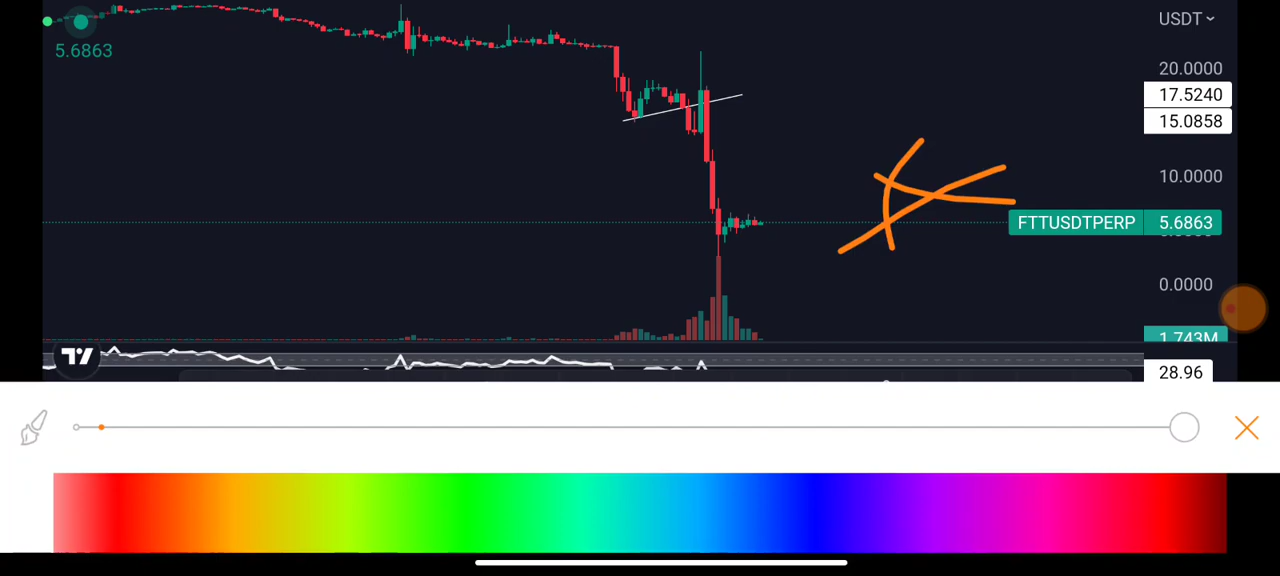 USDT
5.6863
20.0000
17.5240
15.0858
10.0000
FTTUSDTPERP 5.6863
0.0000
1.743M
28.96